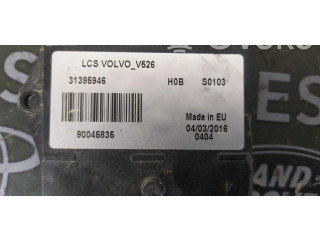 LCS VOLVO_V526
31395946 H0B S0103
Made in EU
90045835 04/03/2016
0404